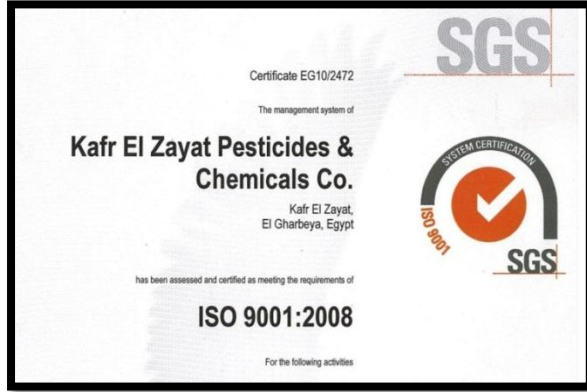 SGS
Certificate EG10/2472
The management system of
Kafr El Zayat Pesticides &
Chemicals Co.
Kafr El Zayat,
El Gharbeya, Egypt
SYSTEM CERTIFICATION
ISO 9001
SGS
has been assessed and certified as meeting the requirements of
ISO 9001:2008
For the following activities